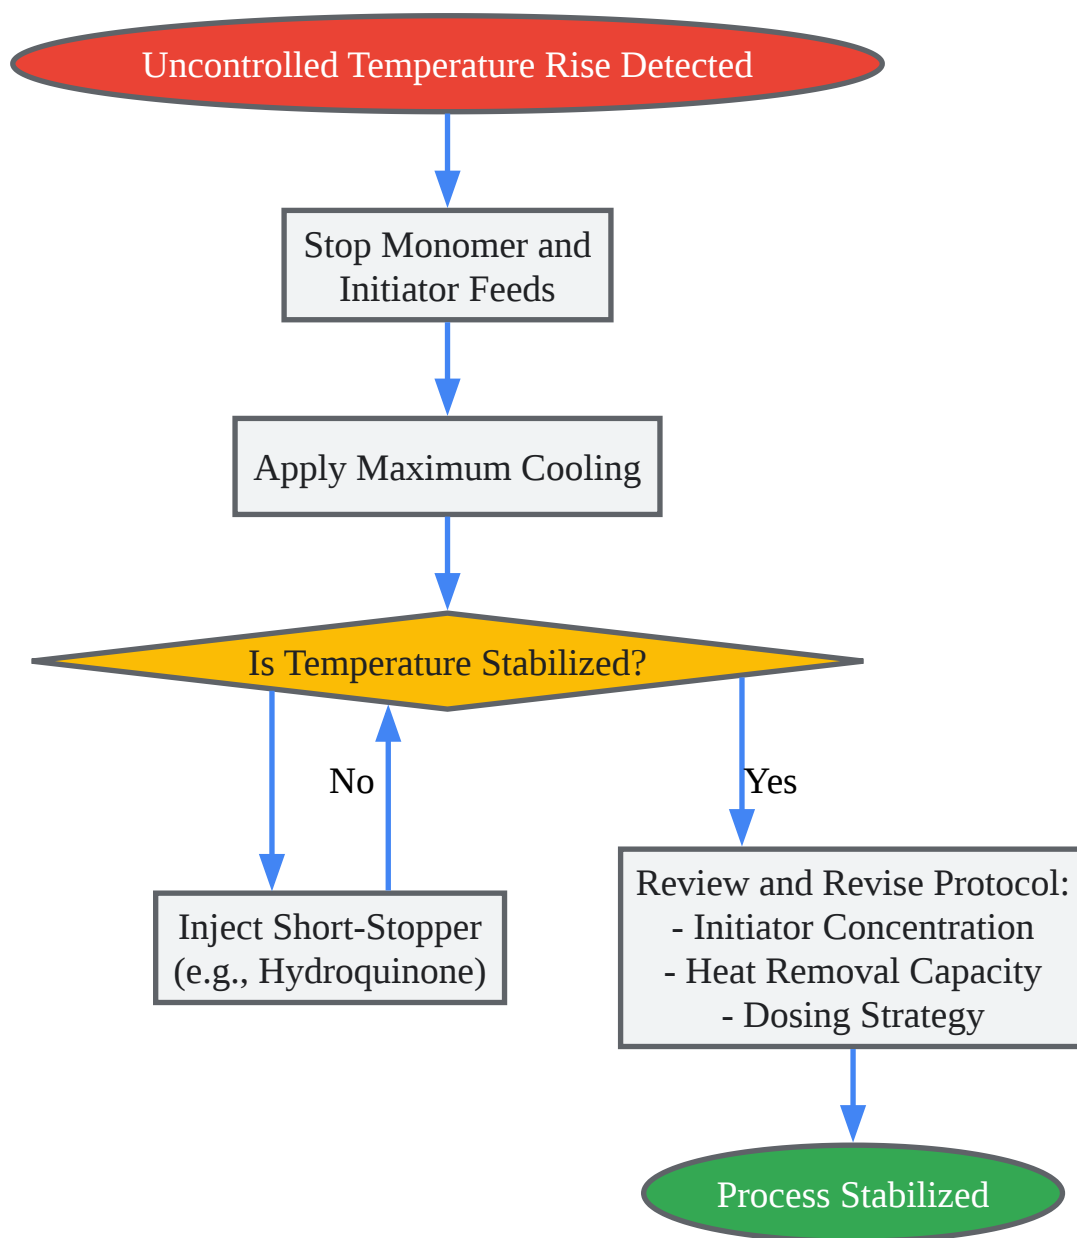 Uncontrolled Temperature Rise Detected
Stop Monomer and
Initiator Feeds
Apply Maximum Cooling
Is Temperature Stabilized?
No
Yes
Inject Short-Stopper
(e.g., Hydroquinone)
Review and Revise Protocol:
- Initiator Concentration
- Heat Removal Capacity
- Dosing Strategy
Process Stabilized